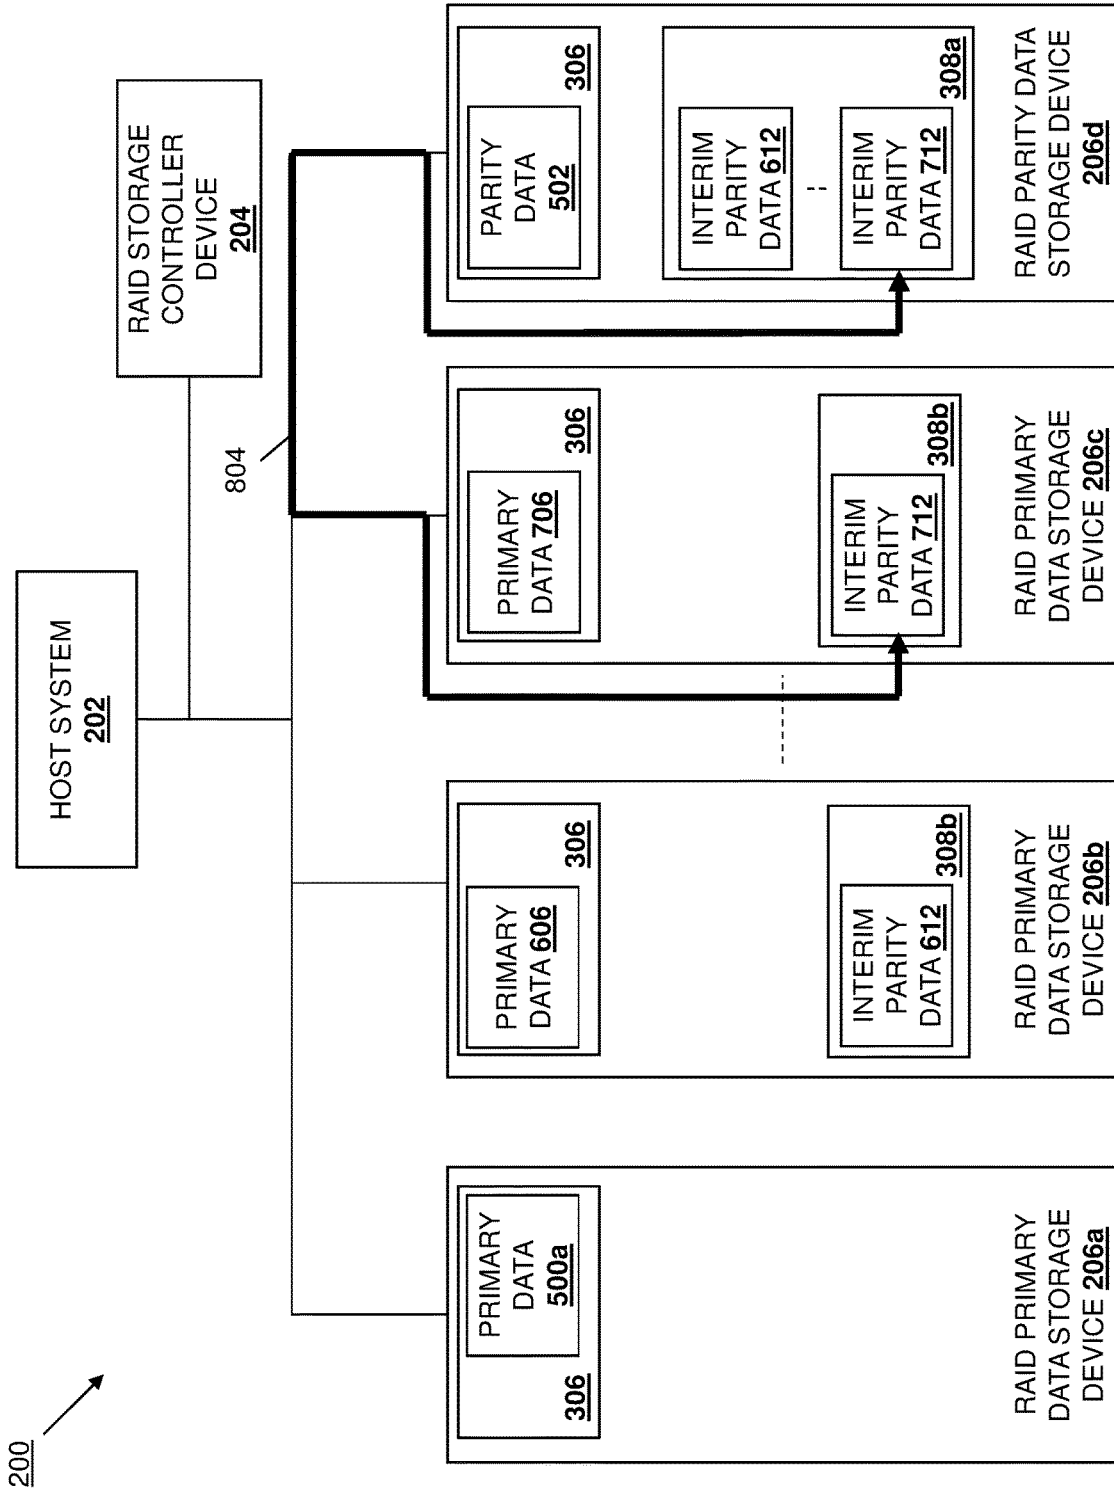 200
HOST SYSTEM
202
RAID STORAGE
CONTROLLER
DEVICE
204
804
PRIMARY
DATA
500a
306
RAID PRIMARY
DATA STORAGE
DEVICE 206a
PRIMARY
DATA 606
306
INTERIM
PARITY
DATA 612
308b
RAID PRIMARY
DATA STORAGE
DEVICE 206b
PRIMARY
DATA 706
306
INTERIM
PARITY
DATA 712
308b
RAID PRIMARY
DATA STORAGE
DEVICE 206c
PARITY
DATA
502
306
INTERIM
PARITY
DATA 612
INTERIM
PARITY
DATA 712
308a
RAID PARITY DATA
STORAGE DEVICE
206d